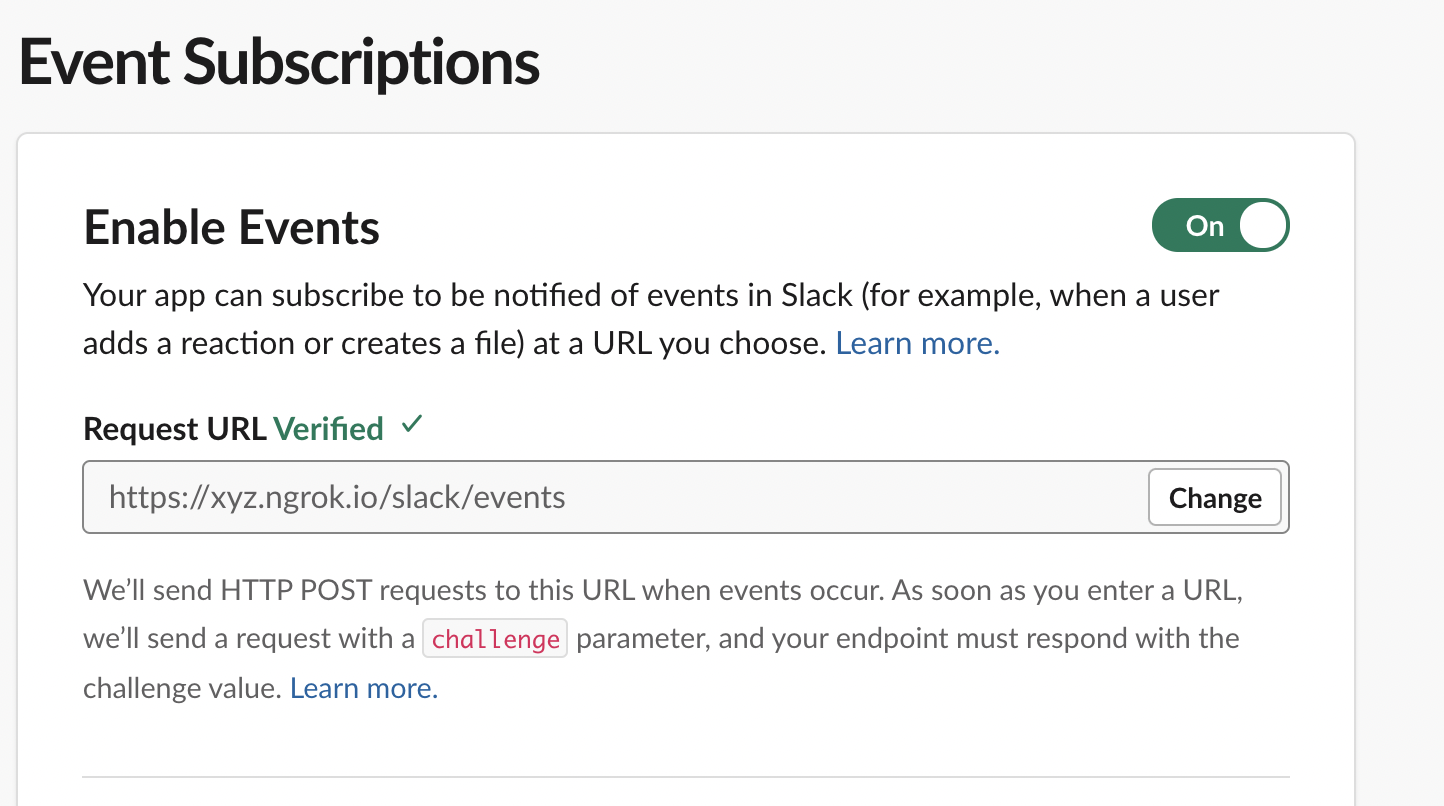 Event Subscriptions
Enable Events
On
Your app can subscribe to be notified of events in Slack (for example, when a user
adds a reaction or creates a file) at a URL you choose. Learn more.
Request URL Verified ✓
https://xyz.ngrok.io/slack/events
Change
We’ll send HTTP POST requests to this URL when events occur. As soon as you enter a URL,
we’ll send a request with a challenge parameter, and your endpoint must respond with the
challenge value. Learn more.